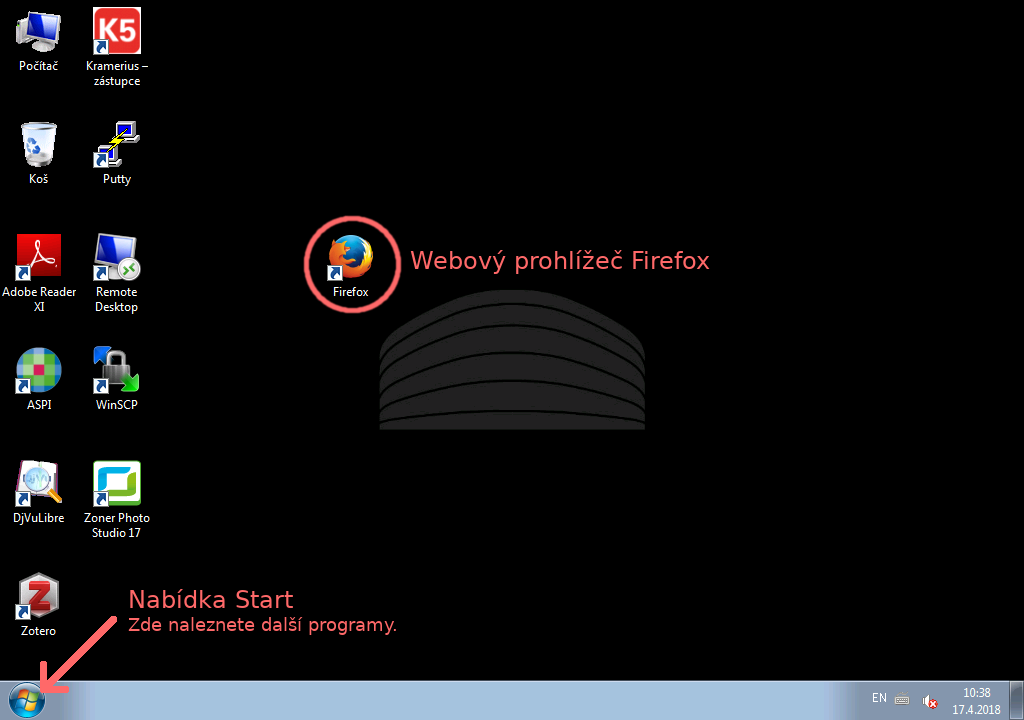 K5
Počítač
Kramerius –
zástupce
Koš
Putty
Adobe Reader
XI
Remote
Desktop
Firefox
Webový prohlížeč Firefox
ASPI
WinSCP
DjVu
DjVuLibre
Zoner Photo
Studio 17
Z
Zotero
Nabídka Start
Zde naleznete další programy.
EN
10:38
17.4.2018